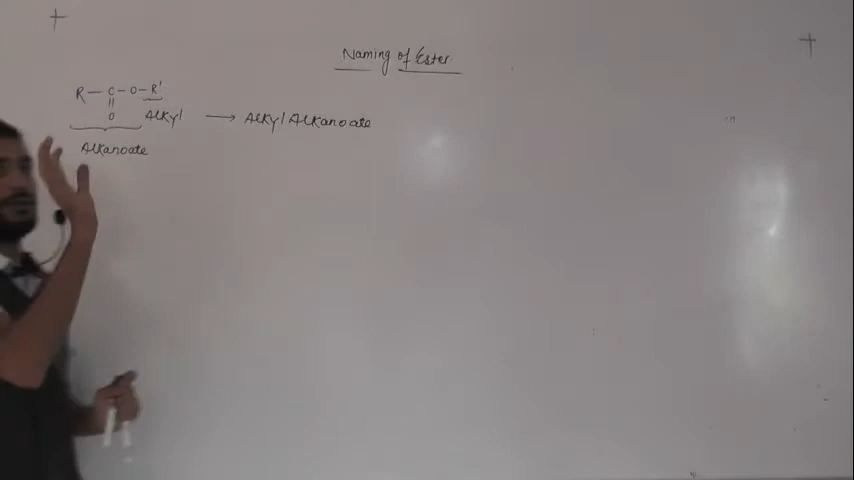 Naming of Ester
R — C — O — R'
||
O Alkyl → Alkyl Alkanoate
Alkanoate